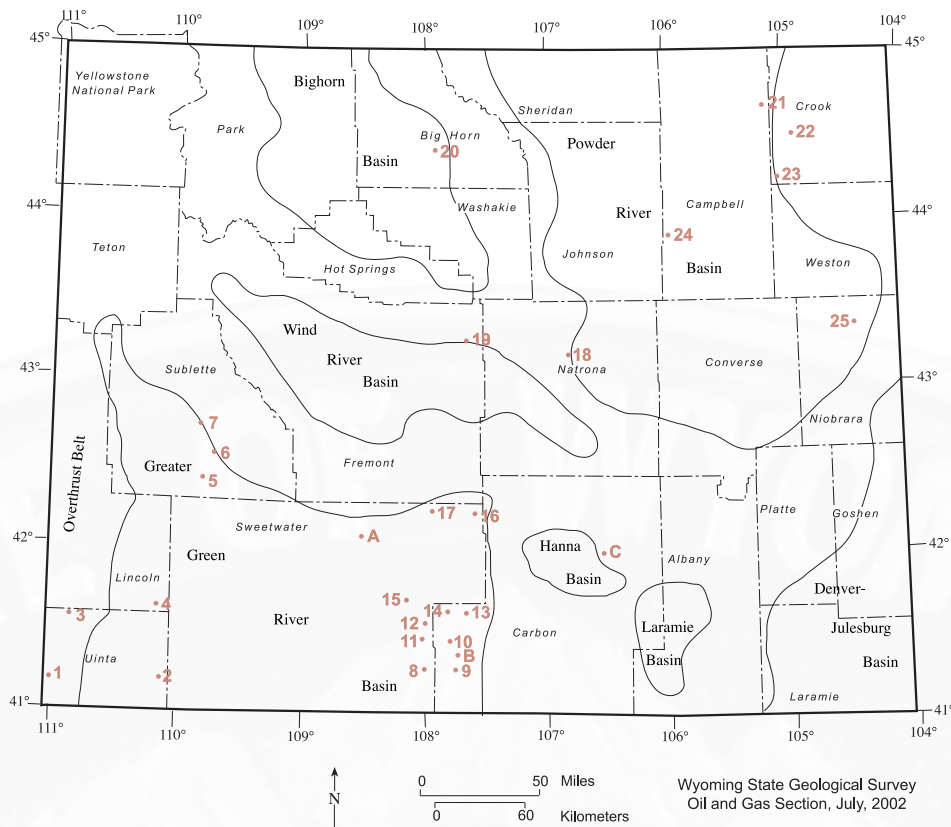 111°
110°
109°
108°
107°
106°
105°
104°
45°
45°
Yellowstone
National Park
Bighorn
Sheridan
21
Crook
Park
Big Horn
22
Powder
20
Basin
23
44°
Washakie
River
Campbell
44°
24
Teton
Johnson
Basin
Weston
Hot Springs
Wind
19
25
River
18
43°
Sublette
Basin
Natrona
Converse
43°
7
Niobrara
6
Overthrust Belt
Greater
Fremont
5
17
16
Platte
Goshen
Sweetwater
42°
A
Hanna
42°
Green
C
Albany
Lincoln
Basin
Denver-
15
4
3
14
13
River
12
Laramie
Julesburg
Carbon
11
10
Uinta
B
Basin
Basin
1
2
8
9
Basin
Laramie
41°
41°
111°
110°
109°
108°
107°
106°
105°
104°
0
50
Miles
N
0
60
Kilometers
Wyoming State Geological Survey
Oil and Gas Section, July, 2002